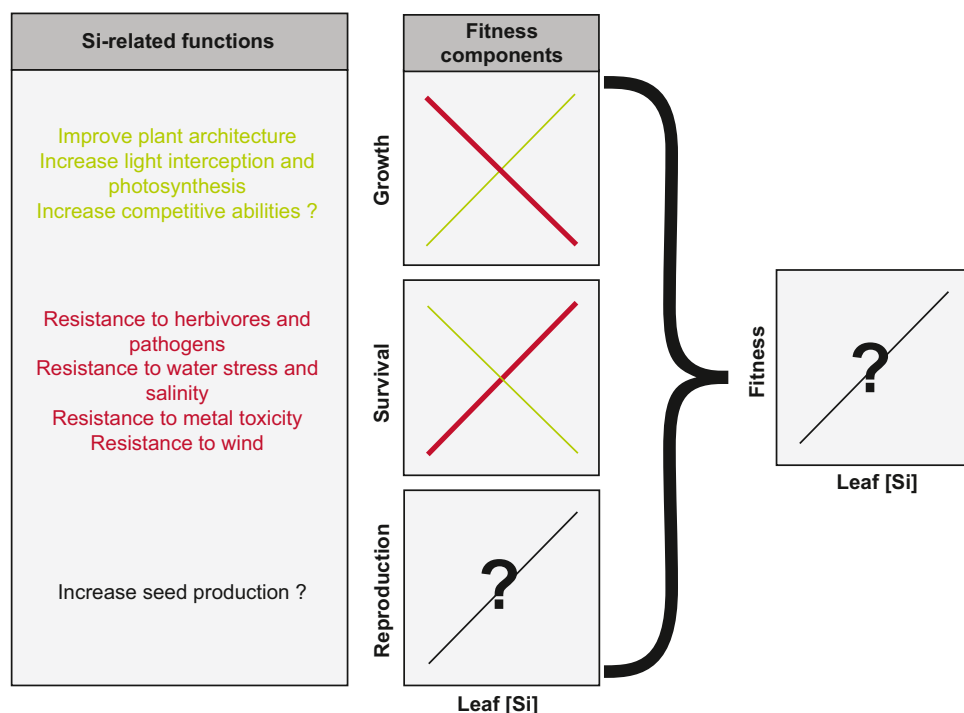 Si-related functions
Improve plant architecture
Increase light interception and
photosynthesis
Increase competitive abilities ?
Resistance to herbivores and
pathogens
Resistance to water stress and
salinity
Resistance to metal toxicity
Resistance to wind
Increase seed production ?
Fitness
components
Growth
Survival
Reproduction
?
Leaf [Si]
Fitness
?
Leaf [Si]